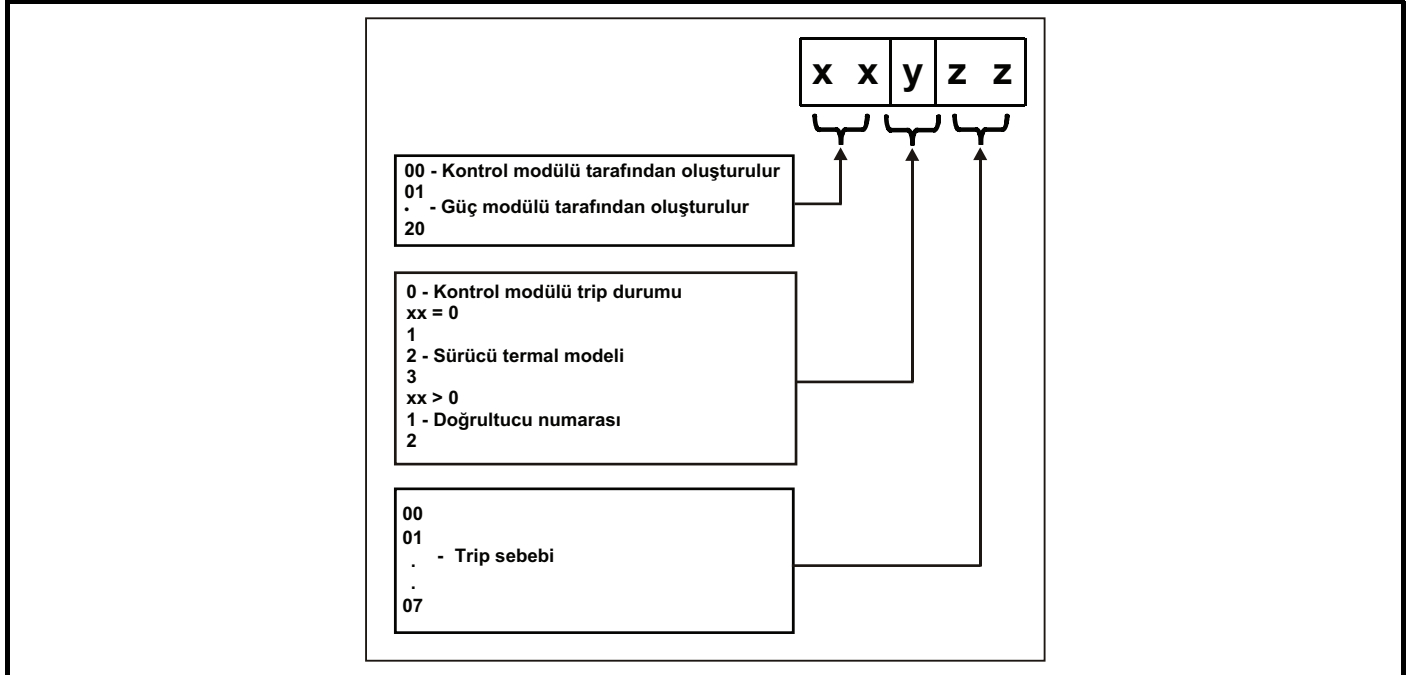 x x y z z
00 - Kontrol modülü tarafından oluşturulur
01
. - Güç modülü tarafından oluşturulur
20
0 - Kontrol modülü trip durumu
xx = 0
1
2 - Sürücü termal modeli
3
xx > 0
1 - Doğrultucu numarası
2
00
01
. - Trip sebebi
.
07